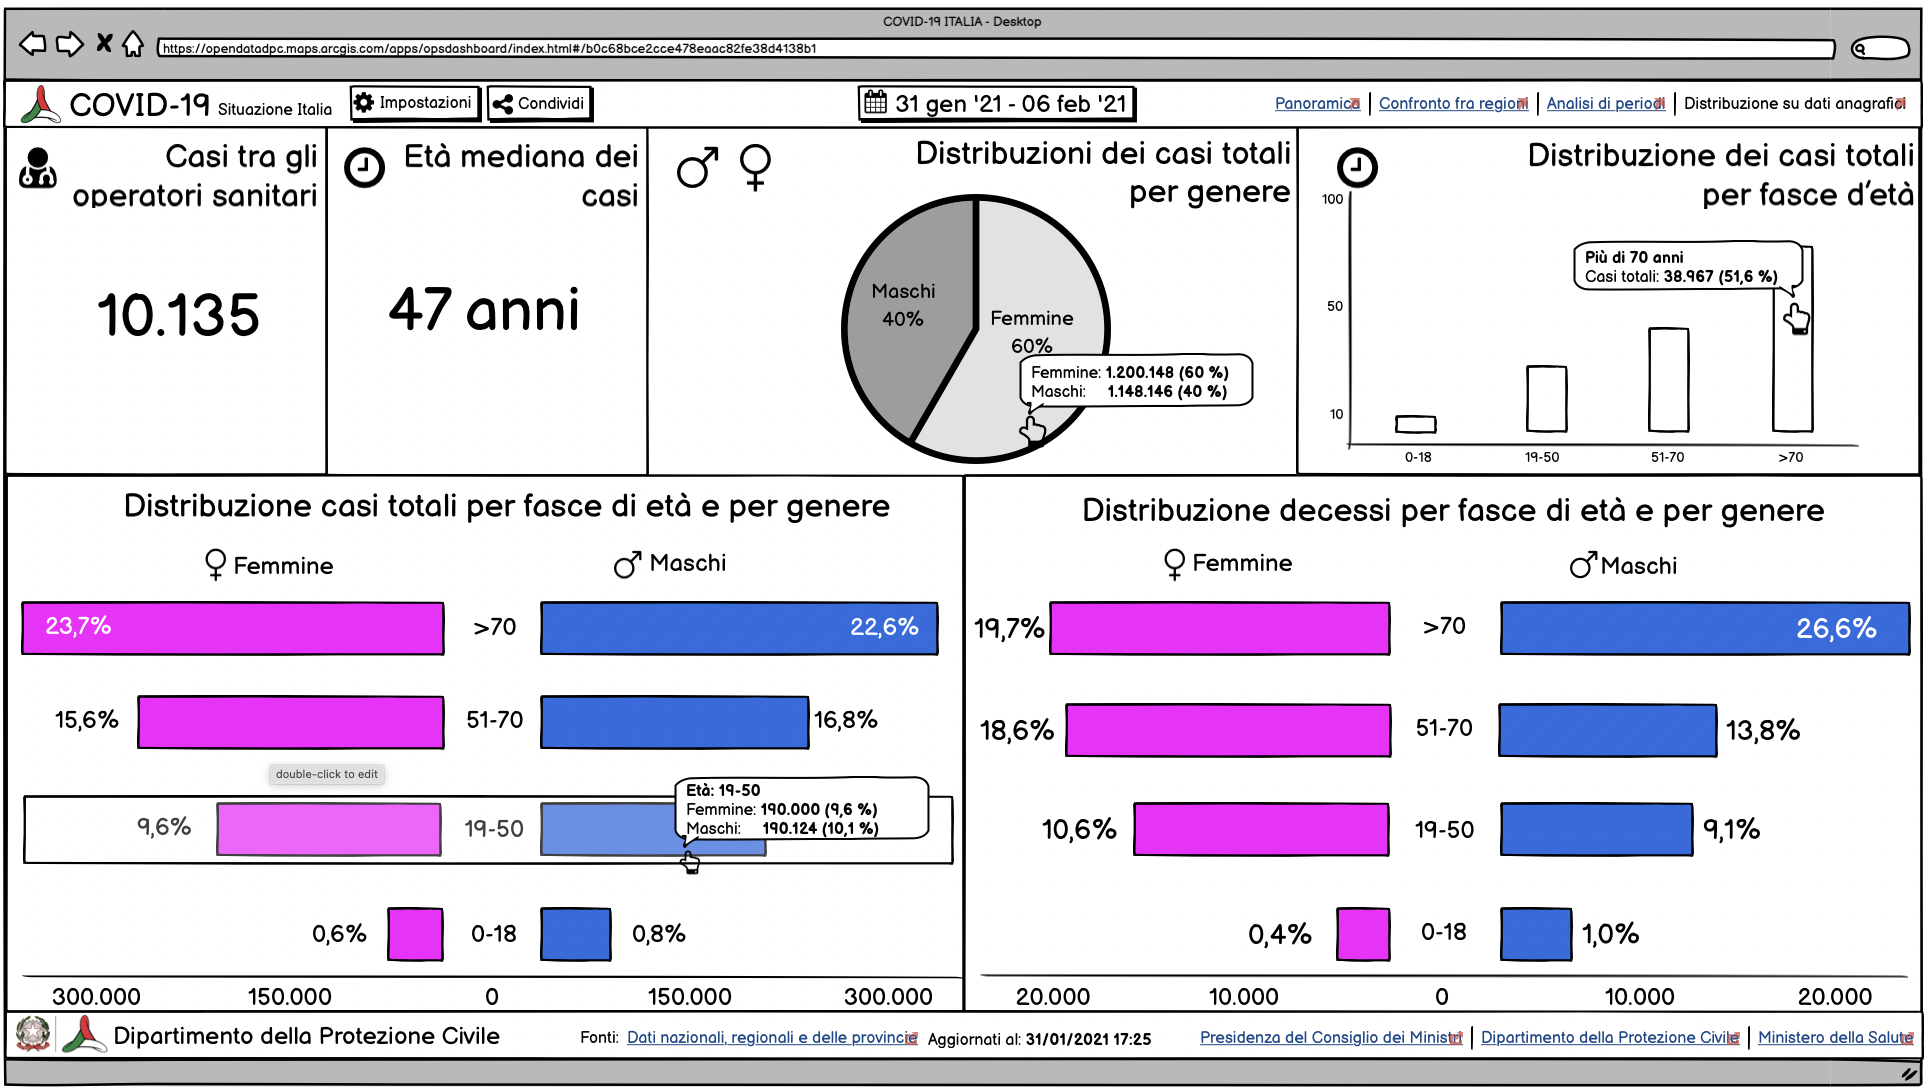 COVID-19 ITALIA - Desktop
https://opendatadpc.maps.arcgis.com/apps/opsdashboard/index.html#/b0c68bce2cce478eaac82fe38d4138b1
COVID-19 Situazione Italia
Impostazioni
Condividi
31 gen '21 - 06 feb '21
Panoramica
Confronto fra regioni
Analisi di periodi
Distribuzione su dati anagrafici
Casi tra gli
operatori sanitari
10.135
Età mediana dei
casi
47 anni
Distribuzioni dei casi totali
per genere
Maschi
40%
Femmine
60%
Femmine: 1.200.148 (60 %)
Maschi: 1.148.146 (40 %)
Distribuzione dei casi totali
per fasce d'età
100
50
10
Più di 70 anni
Casi totali: 38.967 (51,6 %)
0-18 19-50 51-70 >70
Distribuzione casi totali per fasce di età e per genere
Femmine Maschi
23,7% >70 22,6%
15,6% 51-70 16,8%
double-click to edit
9,6% 19-50
Età: 19-50
Femmine: 190.000 (9,6 %)
Maschi: 190.124 (10,1 %)
0,6% 0-18 0,8%
300.000 150.000 0 150.000 300.000
Distribuzione decessi per fasce di età e per genere
Femmine Maschi
19,7% >70 26,6%
18,6% 51-70 13,8%
10,6% 19-50 9,1%
0,4% 0-18 1,0%
20.000 10.000 0 10.000 20.000
Dipartimento della Protezione Civile
Fonti: Dati nazionali, regionali e delle provincie
Aggiornati al: 31/01/2021 17:25
Presidenza del Consiglio dei Ministri
Dipartimento della Protezione Civile
Ministero della Salute